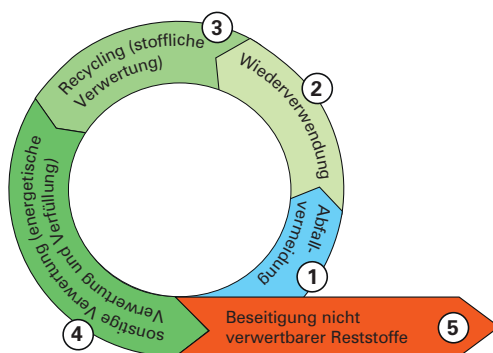 1
Abfall-
vermeidung
2
Wiederverwendung
3
Recycling (stoffliche
Verwertung)
4
sonstige Verwertung (energetische
Verwertung und Verfüllung)
5
Beseitigung nicht
verwertbarer Reststoffe